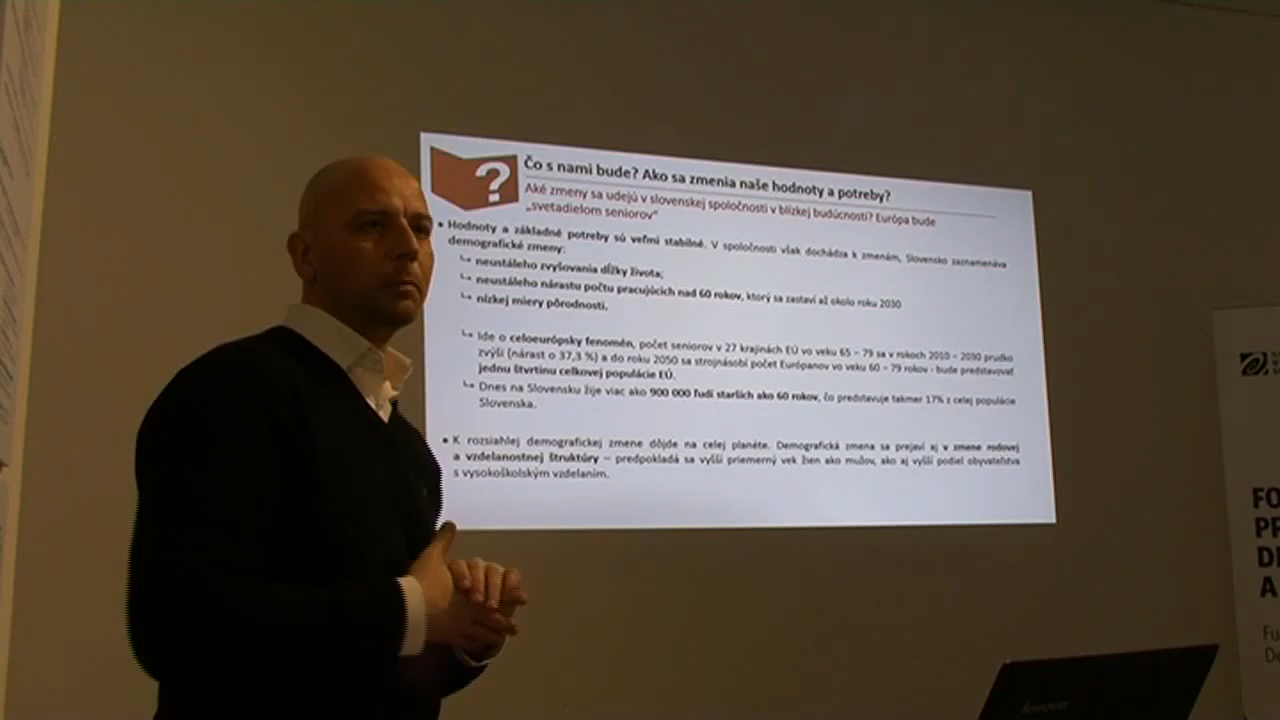 ?
Čo s nami bude? Ako sa zmenia naše hodnoty a potreby?
Aké zmeny sa udejú v slovenskej spoločnosti v blízkej budúcnosti? Európa bude
„svetadielom seniorov“
• Hodnoty a základné potreby sú veľmi stabilné. V spoločnosti však dochádza k zmenám, Slovensko zaznamenáva
demografické zmeny:
neustáleho zvyšovania dĺžky života;
neustáleho nárastu počtu pracujúcich nad 60 rokov, ktorý sa zastaví až okolo roku 2030
nízkej miery pôrodnosti.
Ide o celoeurópsky fenomén, počet seniorov v 27 krajinách EÚ vo veku 65 – 79 sa v rokoch 2010 – 2030 prudko
zvýši (nárast o 37,3 %) a do roku 2050 sa strojnásobí počet Európanov vo veku 60 – 79 rokov - bude predstavovať
jednu štvrtinu celkovej populácie EÚ.
Dnes na Slovensku žije viac ako 900 000 ľudí starších ako 60 rokov, čo predstavuje takmer 17% z celej populácie
Slovenska.
• K rozsiahlej demografickej zmene dôjde na celej planéte. Demografická zmena sa prejaví aj v zmene rodovej
a vzdelanostnej štruktúry – predpokladá sa vyšší priemerný vek žien ako mužov, ako aj vyšší podiel obyvateľstva
s vysokoškolským vzdelaním.
FO
PR
DE
A
Fu
De
lenovo